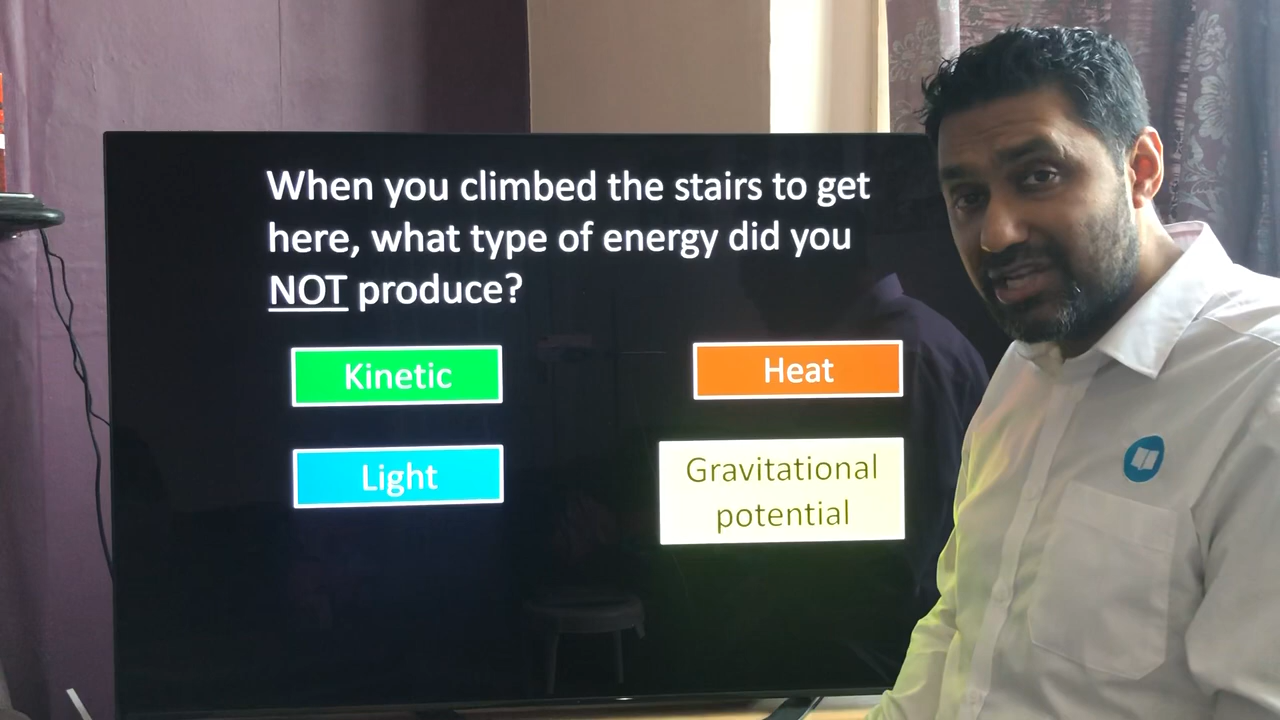 When you climbed the stairs to get
here, what type of energy did you
NOT produce?
Kinetic
Heat
Light
Gravitational
potential